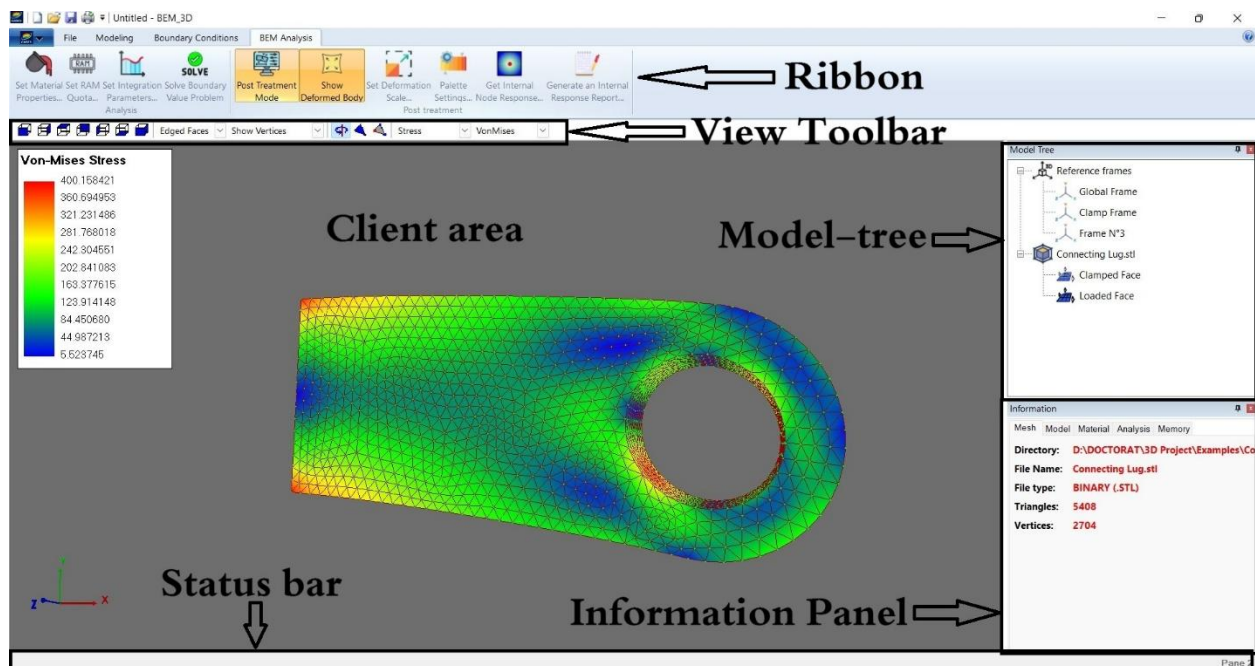 Untitled - BEM_3D
File Modeling Boundary Conditions BEM Analysis
RAM SOLVE
Set Material Set RAM Set Integration Solve Boundary Post Treatment Show Set Deformation Palette Get Internal Generate an Internal
Properties... Quota... Parameters... Value Problem Mode Deformed Body Scale... Settings... Node Response... Response Report...
Analysis Post treatment
Ribbon
Edged Faces Show Vertices Stress VonMises
View Toolbar
Von-Mises Stress
400.158421
360.694953
321.231486
281.768018
242.304551
202.841083
163.377615
123.914148
84.450680
44.987213
5.523745
Client area
Model-tree
Model Tree
Reference frames
Global Frame
Clamp Frame
Frame N°3
Connecting Lug.stl
Clamped Face
Loaded Face
Information
Mesh Model Material Analysis Memory
Directory: D:\DOCTORAT\3D Project\Examples\Co
File Name: Connecting Lug.stl
File type: BINARY (.STL)
Triangles: 5408
Vertices: 2704
Y
Z X
Status bar
Information Panel
Pane 2